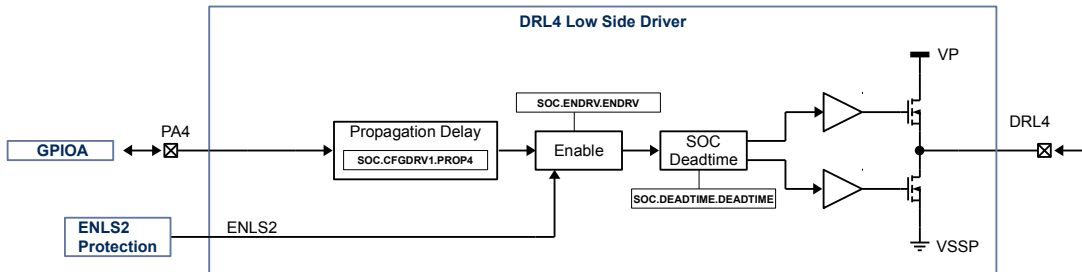 DRL4 Low Side Driver
VP
SOC.ENDRV.ENDRV
PA4
Propagation Delay
SOC
Deadtime
DRL4
GPIOA
SOC.CFGDRV1.PROP4
Enable
SOC.DEADTIME.DEADTIME
ENLS2
Protection
ENLS2
VSSP